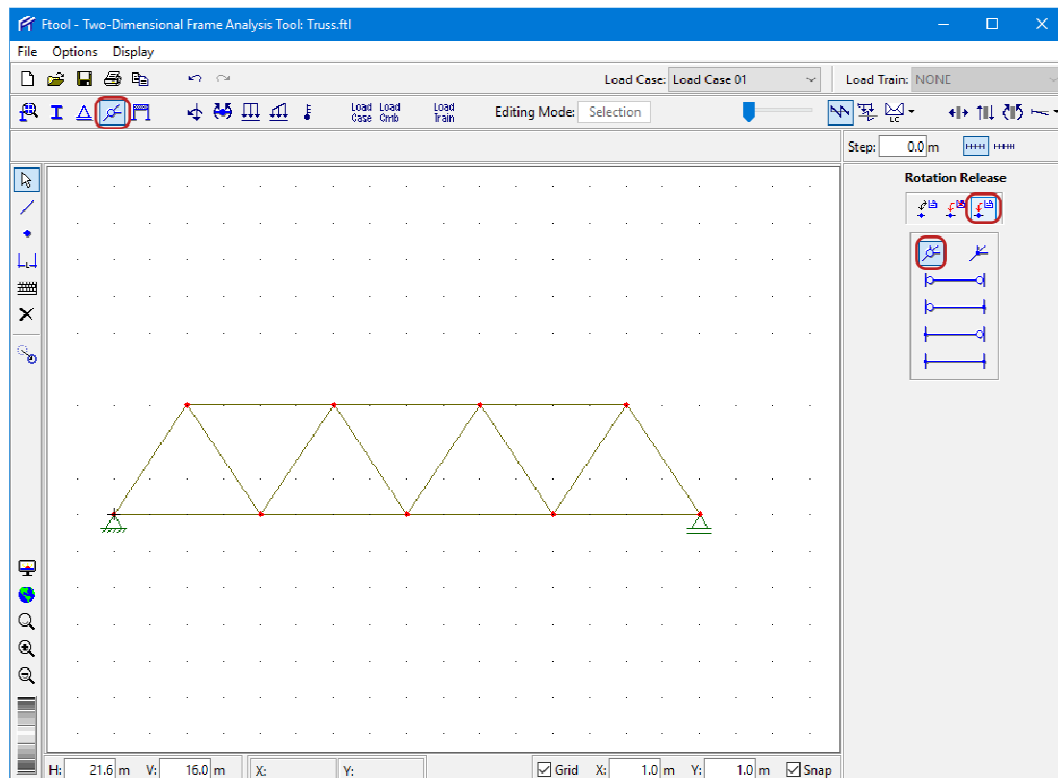 Ftool - Two-Dimensional Frame Analysis Tool: Truss.ftl
File Options Display
Load Case: Load Case 01 Load Train: NONE
Load Load Load
Case Cmb Train
Editing Mode: Selection
LC
Step: 0.0 m
Rotation Release
H: 21.6 m V: 16.0 m X: Y: Grid X: 1.0 m Y: 1.0 m Snap